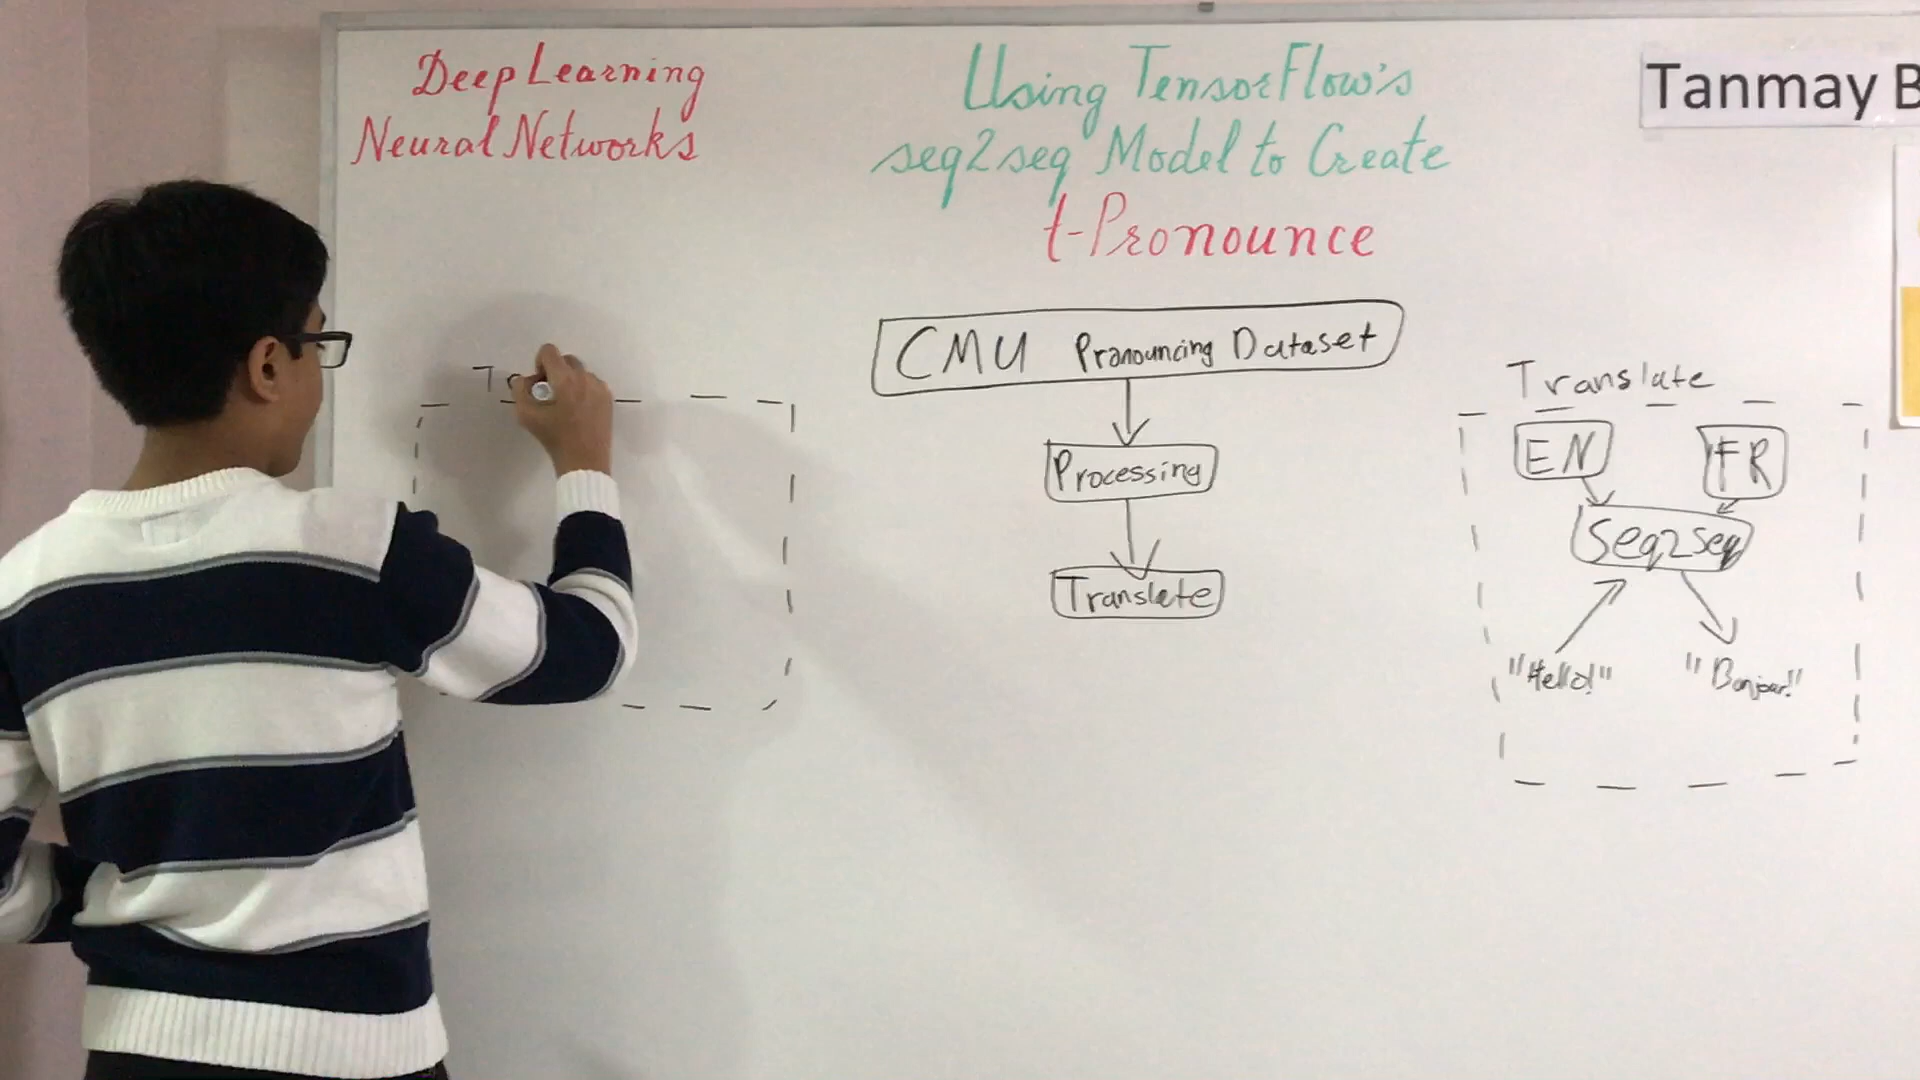 Deep Learning
Neural Networks
Using TensorFlow's
seq2seq Model to Create
t-Pronounce
Tanmay B
CMU Pronouncing Dataset
Processing
Translate
Tr
Translate
EN
FR
Seq2seq
"Hello!"
"Bonjour!"